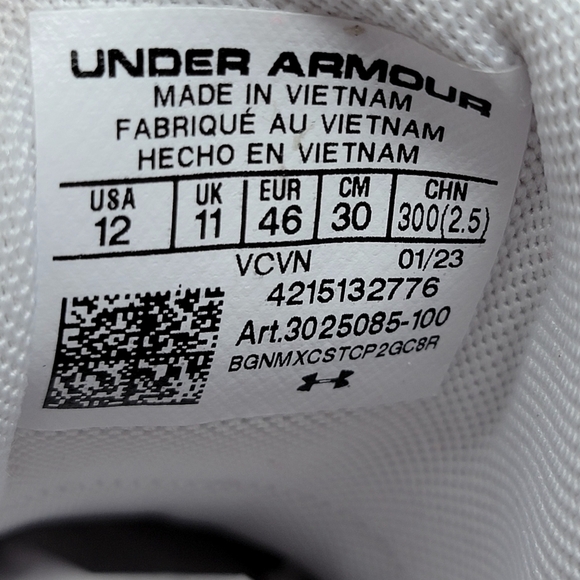 UNDER ARMOUR
MADE IN VIETNAM
FABRIQUÉ AU VIETNAM
HECHO EN VIETNAM
USA UK EUR CM CHN
12 11 46 30 300(2.5)
VCVN 01/23
4215132776
Art.3025085-100
BGNMXCSTCP2GC8R